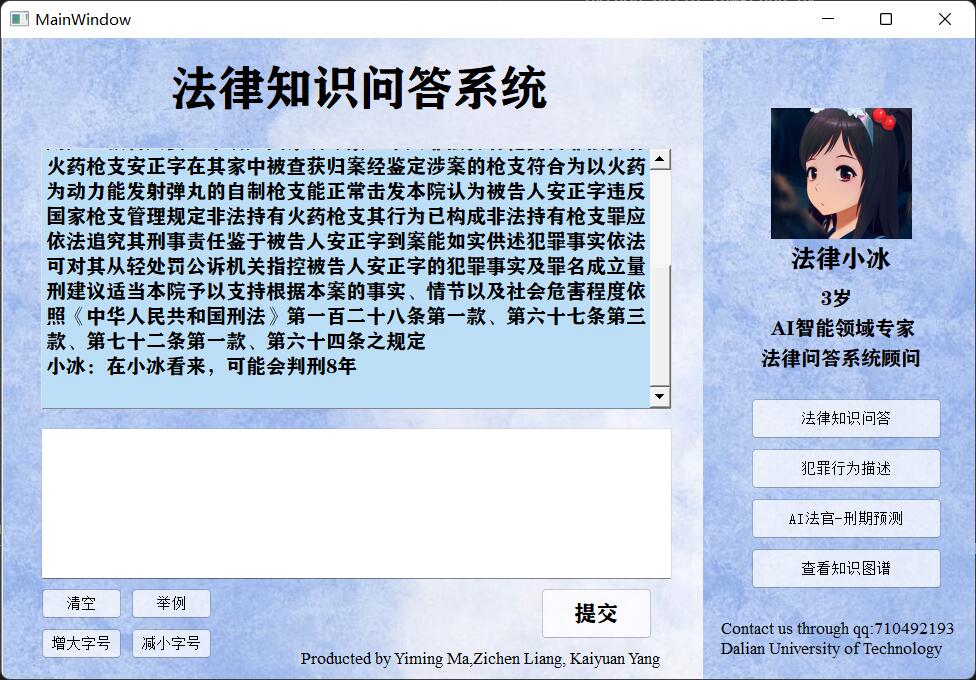 MainWindow
法律知识问答系统
火药枪支安正字在其家中被查获归案经鉴定涉案的枪支符合为以火药
为动力能发射弹丸的自制枪支能正常击发本院认为被告人安正字违反
国家枪支管理规定非法持有火药枪支其行为已构成非法持有枪支罪应
依法追究其刑事责任鉴于被告人安正字到案能如实供述犯罪事实依法
可对其从轻处罚公诉机关指控被告人安正字的犯罪事实及罪名成立量
刑建议适当本院予以支持根据本案的事实、情节以及社会危害程度依
照《中华人民共和国刑法》第一百二十八条第一款、第六十七条第三
款、第七十二条第一款、第六十四条之规定
小冰：在小冰看来，可能会判刑8年
清空
举例
增大字号
减小字号
提交
Producted by Yiming Ma,Zichen Liang, Kaiyuan Yang
法律小冰
3岁
AI智能领域专家
法律问答系统顾问
法律知识问答
犯罪行为描述
AI法官-刑期预测
查看知识图谱
Contact us through qq:710492193
Dalian University of Technology